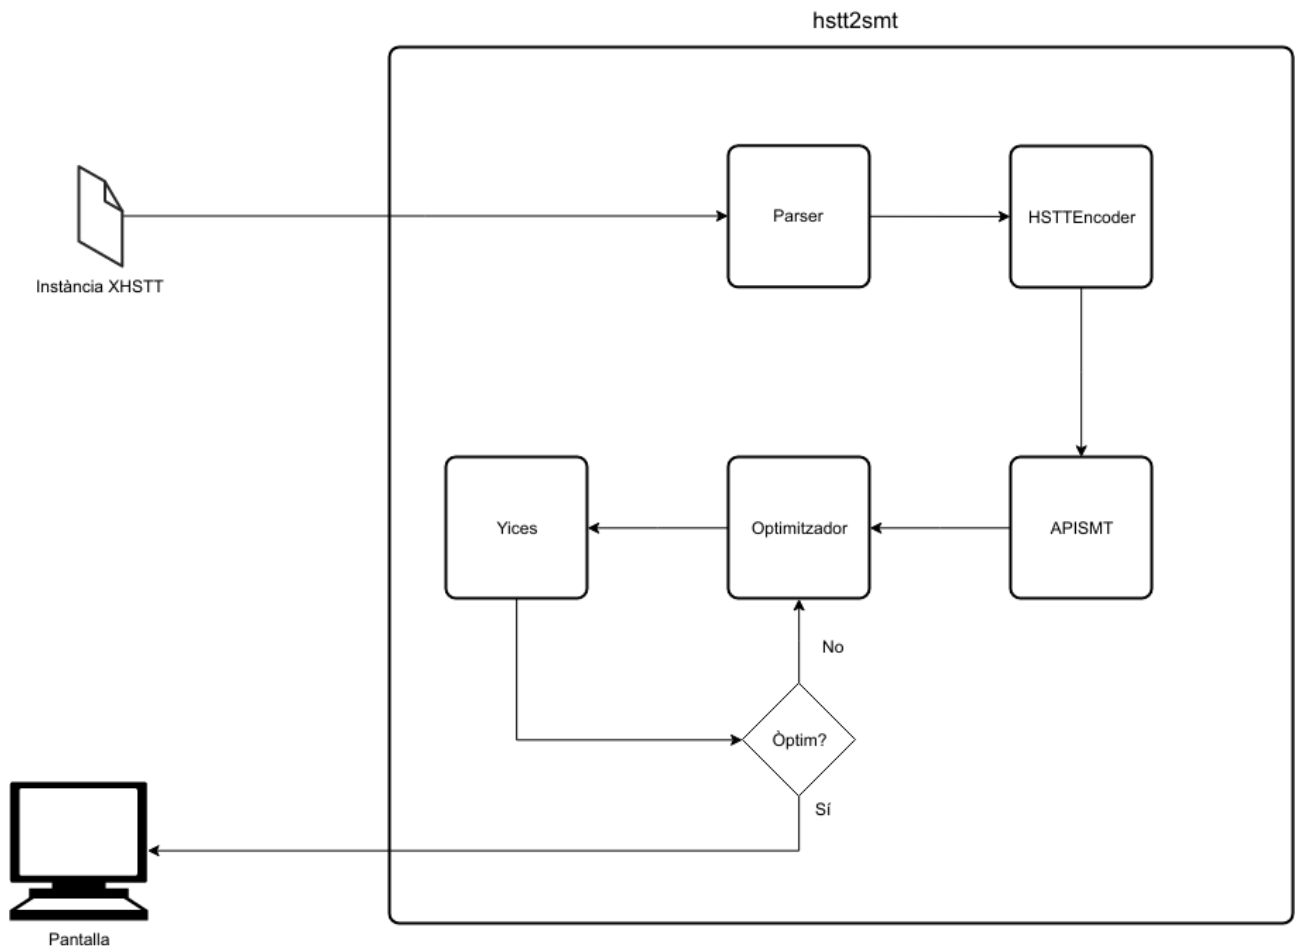 hstt2smt
Parser
HSTTEncoder
Instància XHSTT
Yices
Optimitzador
APISMT
No
Òptim?
Sí
Pantalla